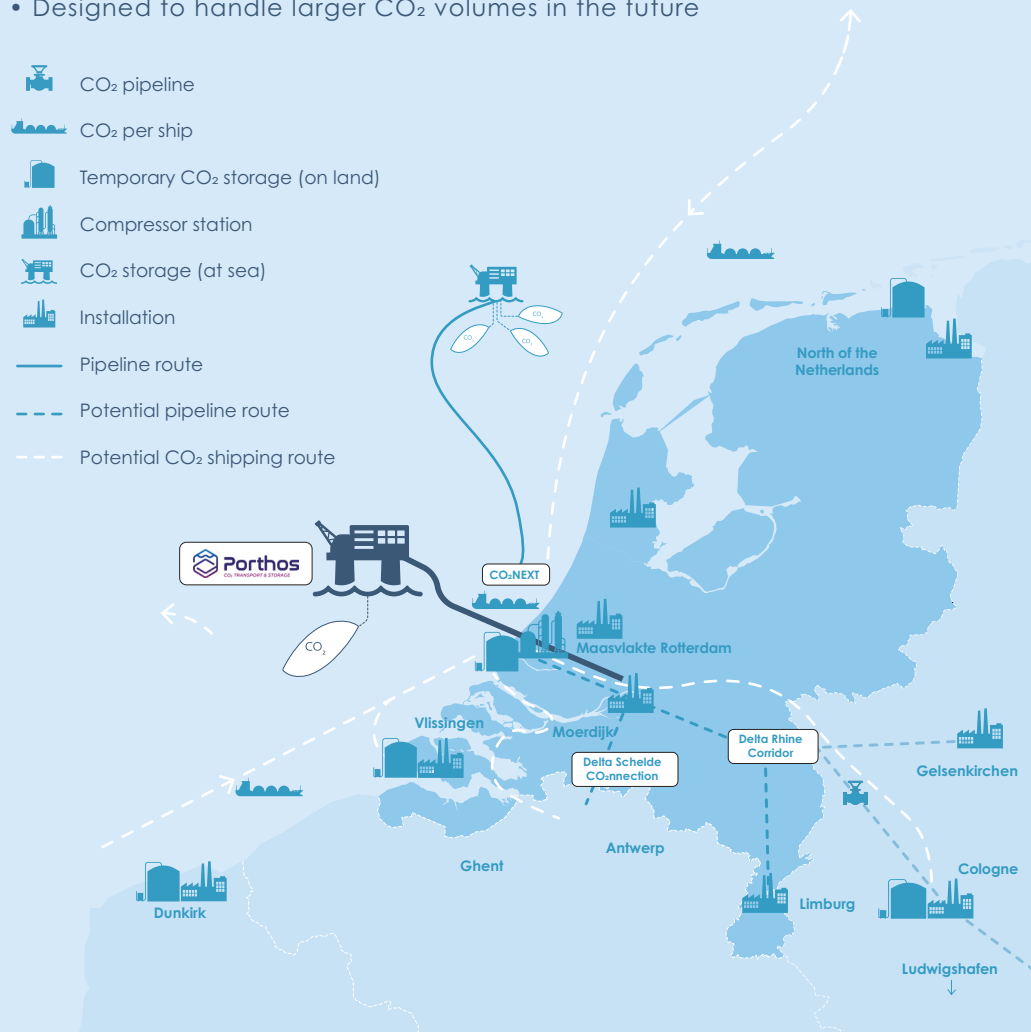 • Designed to handle larger CO₂ volumes in the future
CO₂ pipeline
CO₂ per ship
Temporary CO₂ storage (on land)
Compressor station
CO₂ storage (at sea)
Installation
Pipeline route
Potential pipeline route
Potential CO₂ shipping route
CO₂
CO₂
CO₂
North of the
Netherlands
Porthos
CO₂ TRANSPORT & STORAGE
CO₂NEXT
CO₂
Maasvlakte Rotterdam
Vlissingen
Moerdijk
Delta Rhine
Corridor
Delta Schelde
CO₂nnection
Gelsenkirchen
Antwerp
Ghent
Cologne
Dunkirk
Limburg
Ludwigshafen
↓